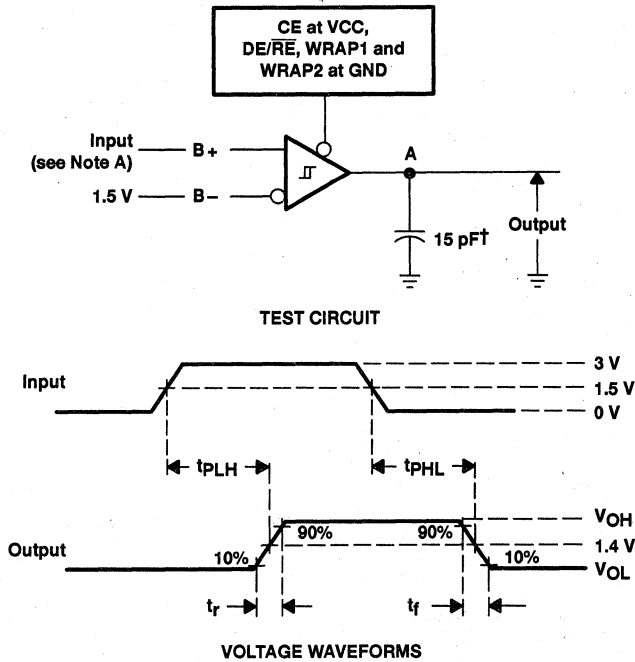 CE at VCC,
DE/R̅E̅, WRAP1 and
WRAP2 at GND
Input
(see Note A)
B+
A
1.5 V
B−
15 pF†
Output
TEST CIRCUIT
Input
3 V
1.5 V
0 V
tPLH
tPHL
Output
10%
90%
90%
10%
VOH
1.4 V
VOL
tr
tf
VOLTAGE WAVEFORMS